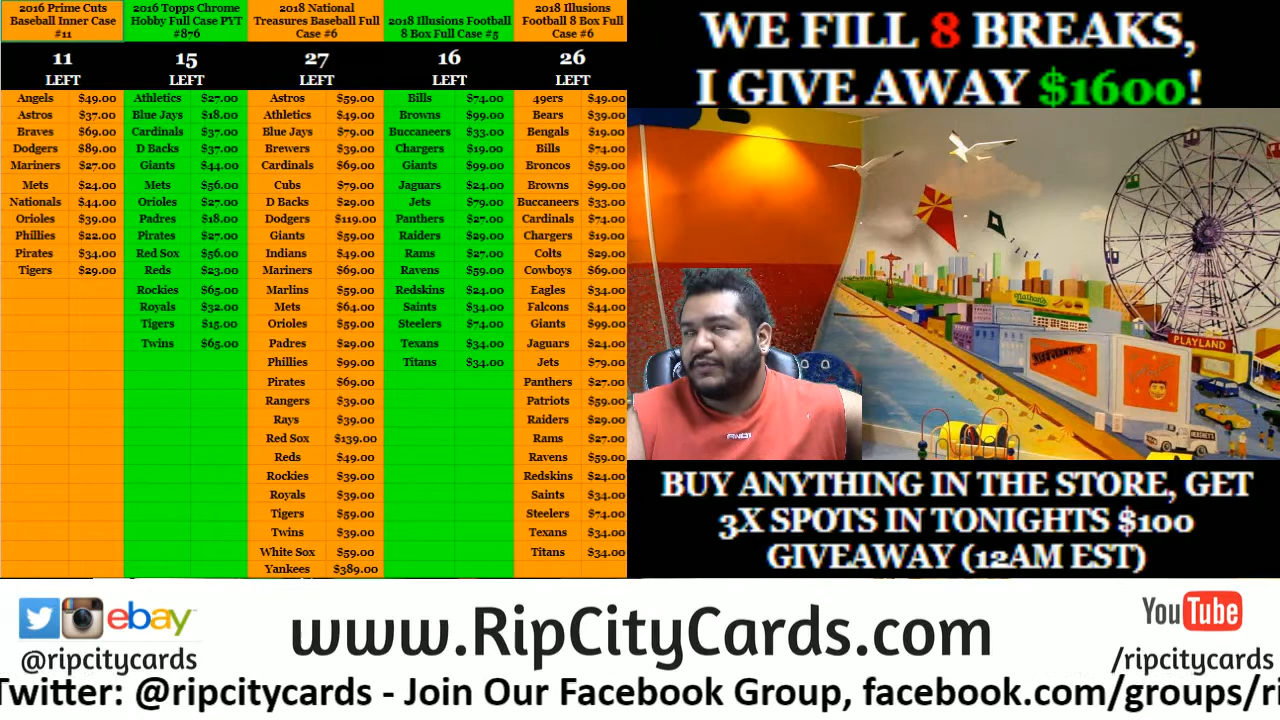 2016 Prime Cuts
Baseball Inner Case
#11
11
LEFT
Angels $49.00
Astros $37.00
Braves $69.00
Dodgers $89.00
Mariners $27.00
Mets $24.00
Nationals $44.00
Orioles $39.00
Phillies $22.00
Pirates $34.00
Tigers $29.00
2016 Topps Chrome
Hobby Full Case PYT
#876
15
LEFT
Athletics $27.00
Blue Jays $18.00
Cardinals $37.00
D Backs $37.00
Giants $44.00
Mets $56.00
Orioles $27.00
Padres $18.00
Pirates $27.00
Red Sox $56.00
Reds $23.00
Rockies $65.00
Royals $32.00
Tigers $15.00
Twins $65.00
2018 National
Treasures Baseball Full
Case #6
27
LEFT
Astros $59.00
Athletics $49.00
Blue Jays $79.00
Brewers $39.00
Cardinals $69.00
Cubs $79.00
D Backs $29.00
Dodgers $119.00
Giants $59.00
Indians $49.00
Mariners $69.00
Marlins $59.00
Mets $64.00
Orioles $59.00
Padres $29.00
Phillies $99.00
Pirates $69.00
Rangers $39.00
Rays $39.00
Red Sox $139.00
Reds $49.00
Rockies $39.00
Royals $39.00
Tigers $59.00
Twins $39.00
White Sox $59.00
Yankees $389.00
2018 Illusions Football
8 Box Full Case #5
16
LEFT
Bills $74.00
Browns $99.00
Buccaneers $33.00
Chargers $19.00
Giants $99.00
Jaguars $24.00
Jets $79.00
Panthers $27.00
Raiders $29.00
Rams $27.00
Ravens $59.00
Redskins $24.00
Saints $34.00
Steelers $74.00
Texans $34.00
Titans $34.00
2018 Illusions
Football 8 Box Full
Case #6
26
LEFT
49ers $49.00
Bears $39.00
Bengals $19.00
Bills $74.00
Broncos $59.00
Browns $99.00
Buccaneers $33.00
Cardinals $74.00
Chargers $19.00
Colts $29.00
Cowboys $69.00
Eagles $34.00
Falcons $44.00
Giants $99.00
Jaguars $24.00
Jets $79.00
Panthers $27.00
Patriots $59.00
Raiders $29.00
Rams $27.00
Ravens $59.00
Redskins $24.00
Saints $34.00
Steelers $74.00
Texans $34.00
Titans $34.00
WE FILL 8 BREAKS,
I GIVE AWAY $1600!
Nathan's
PLAYLAND
AND1
BUY ANYTHING IN THE STORE, GET
3X SPOTS IN TONIGHTS $100
GIVEAWAY (12AM EST)
ebay
@ripcitycards
www.RipCityCards.com
YouTube
/ripcitycards
Twitter: @ripcitycards - Join Our Facebook Group, facebook.com/groups/ri